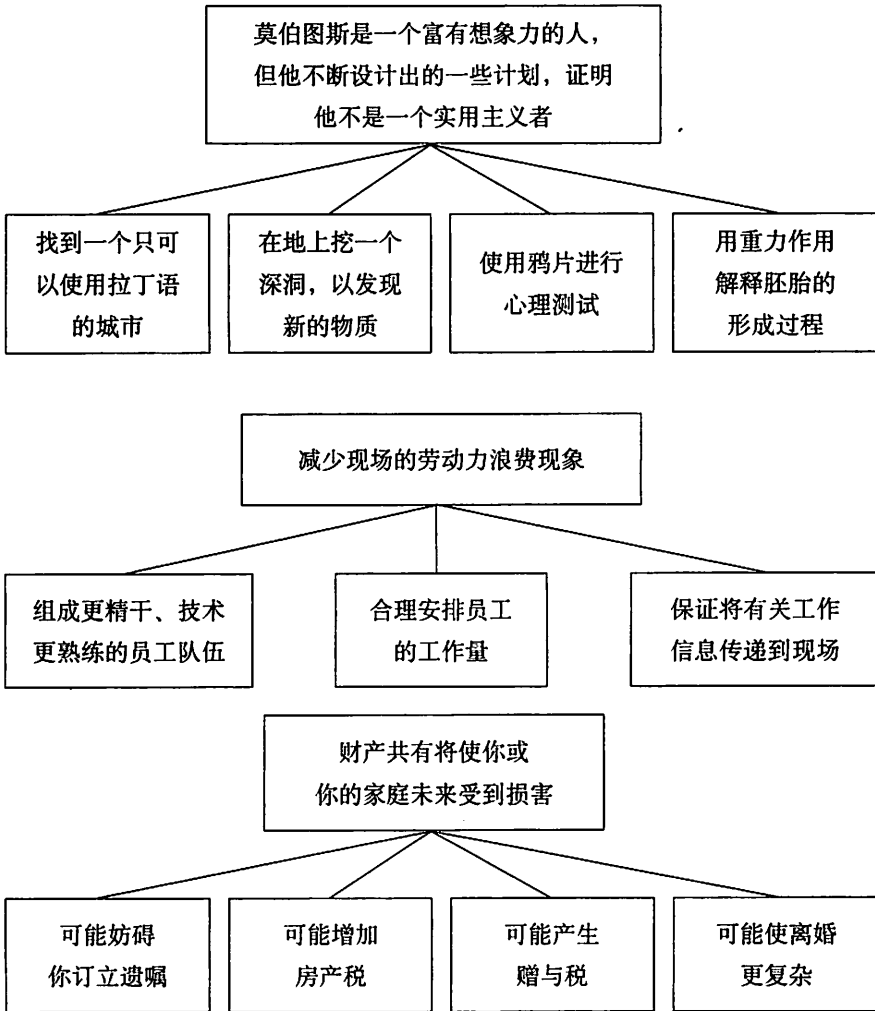 莫伯图斯是一个富有想象力的人，
但他不断设计出的一些计划，证明
他不是一个实用主义者
找到一个只可
以使用拉丁语
的城市
在地上挖一个
深洞，以发现
新的物质
使用鸦片进行
心理测试
用重力作用
解释胚胎的
形成过程
减少现场的劳动力浪费现象
组成更精干、技术
更熟练的员工队伍
合理安排员工
的工作量
保证将有关工作
信息传递到现场
财产共有将使你或
你的家庭未来受到损害
可能妨碍
你订立遗嘱
可能增加
房产税
可能产生
赠与税
可能使离婚
更复杂